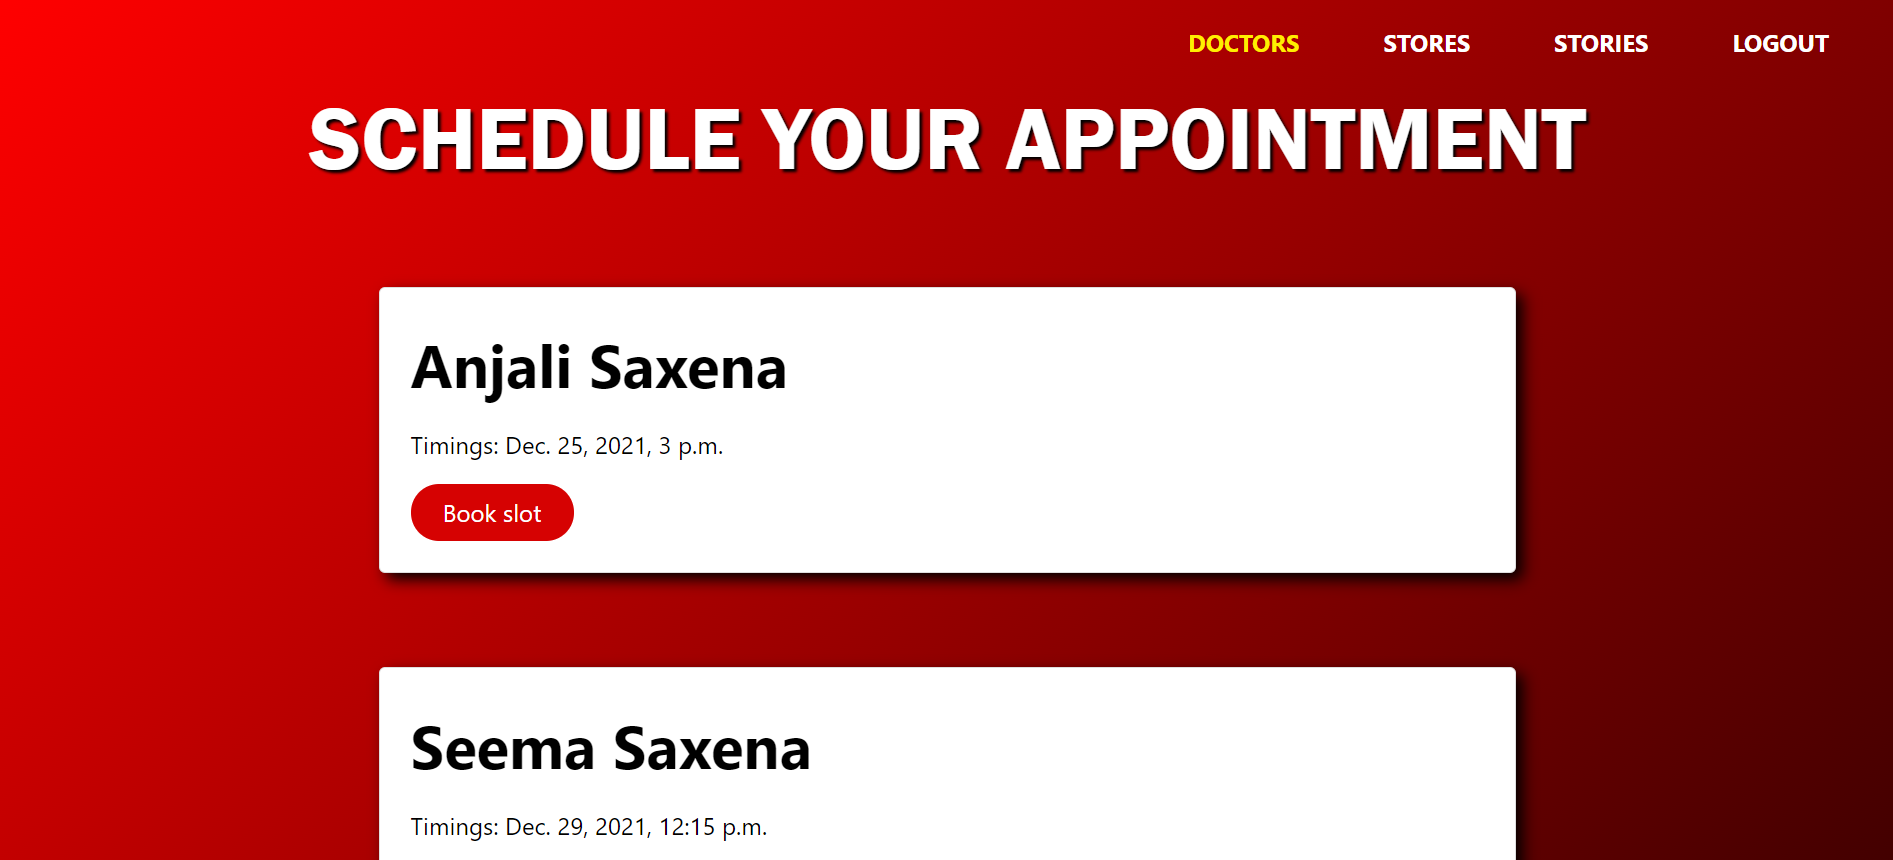 DOCTORS STORES STORIES LOGOUT
SCHEDULE YOUR APPOINTMENT
Anjali Saxena
Timings: Dec. 25, 2021, 3 p.m.
Book slot
Seema Saxena
Timings: Dec. 29, 2021, 12:15 p.m.